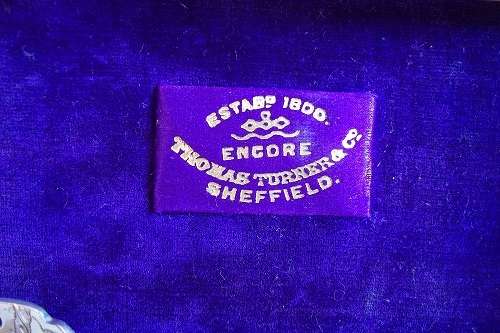 ESTABD 1800.
ENCORE
THOMAS TURNER & CO
SHEFFIELD.